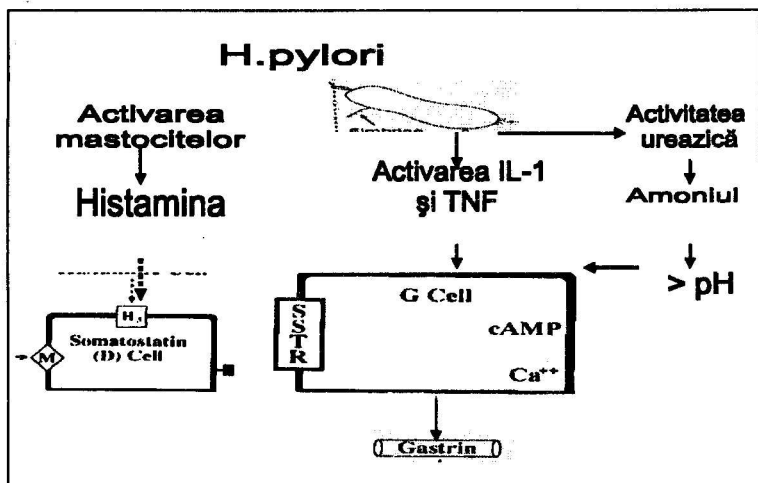 H.pylori
Activarea
mastocitelor
Histamina
Activarea IL-1
şi TNF
Activitatea
ureazică
Amoniul
> pH
Somatostatin
(D) Cell
M
SSTR
G Cell
cAMP
Ca++
Gastrin